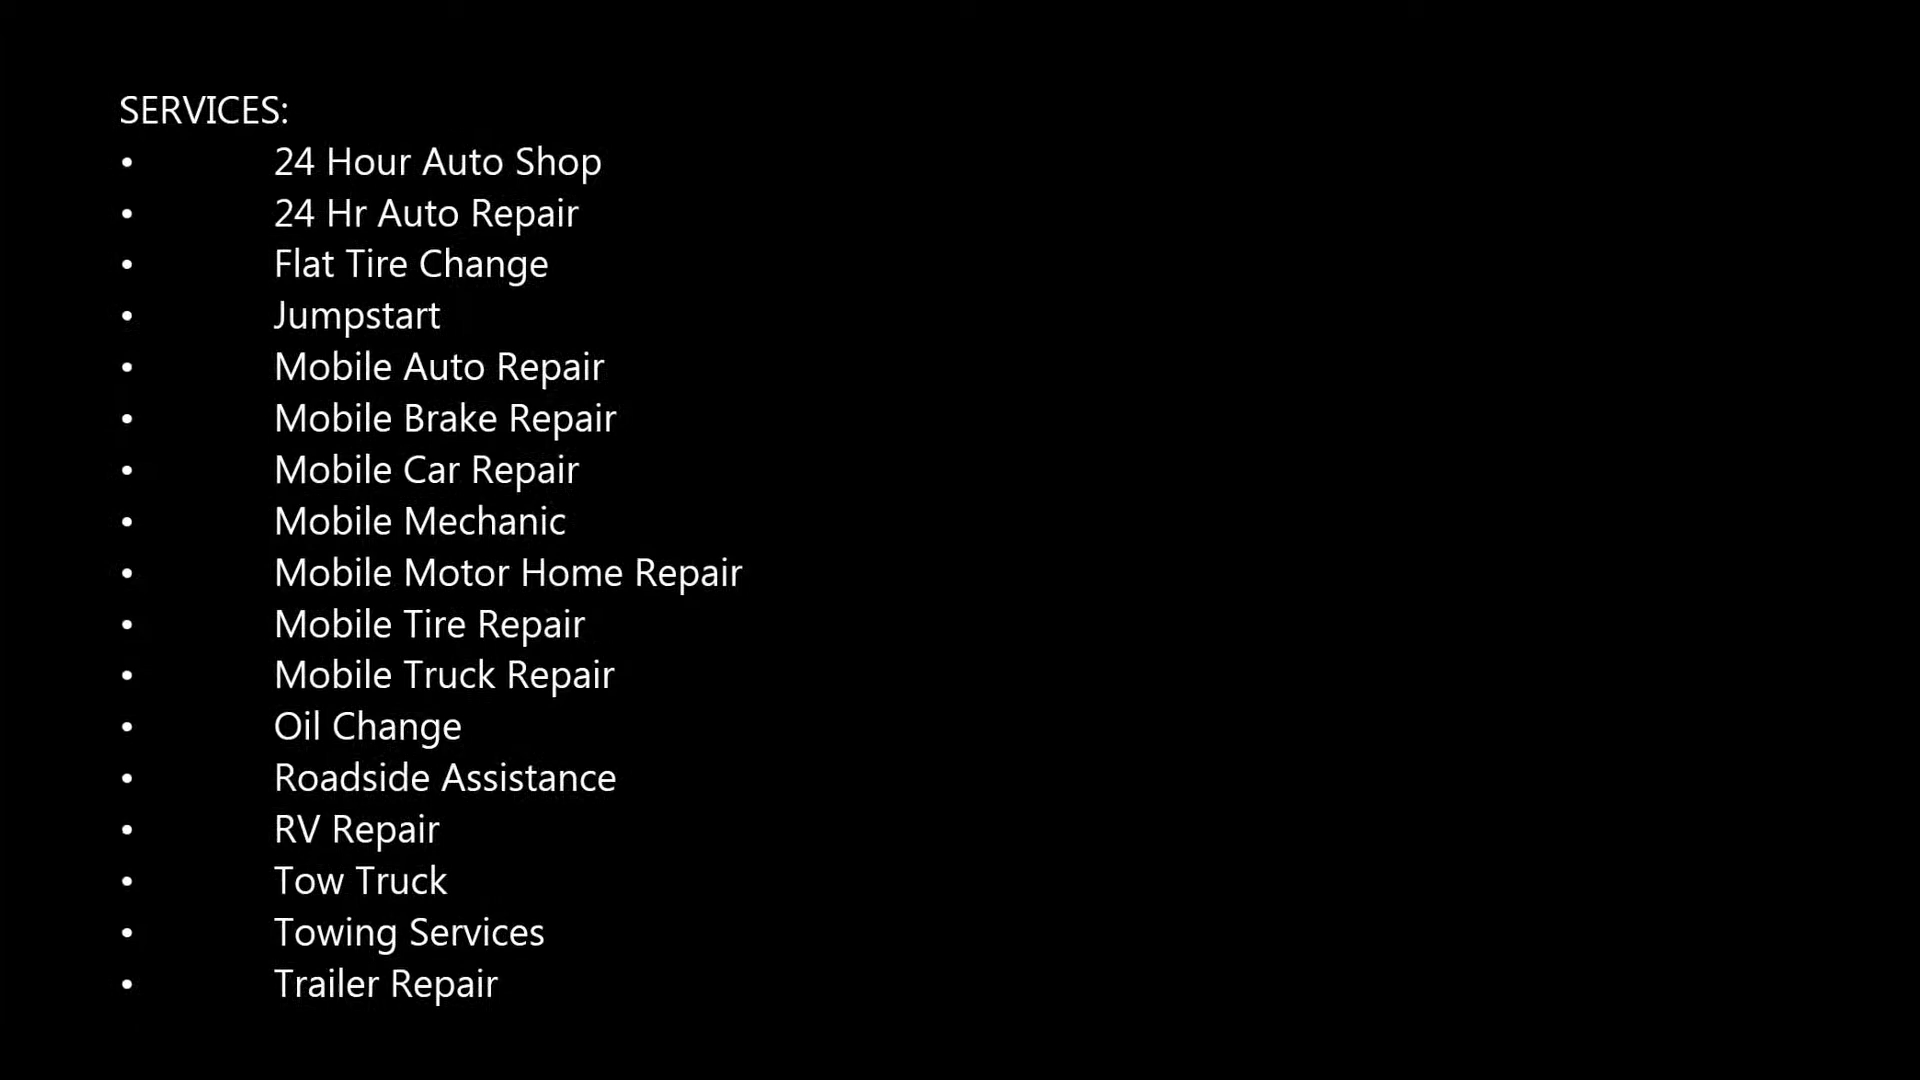 SERVICES:
• 24 Hour Auto Shop
• 24 Hr Auto Repair
• Flat Tire Change
• Jumpstart
• Mobile Auto Repair
• Mobile Brake Repair
• Mobile Car Repair
• Mobile Mechanic
• Mobile Motor Home Repair
• Mobile Tire Repair
• Mobile Truck Repair
• Oil Change
• Roadside Assistance
• RV Repair
• Tow Truck
• Towing Services
• Trailer Repair